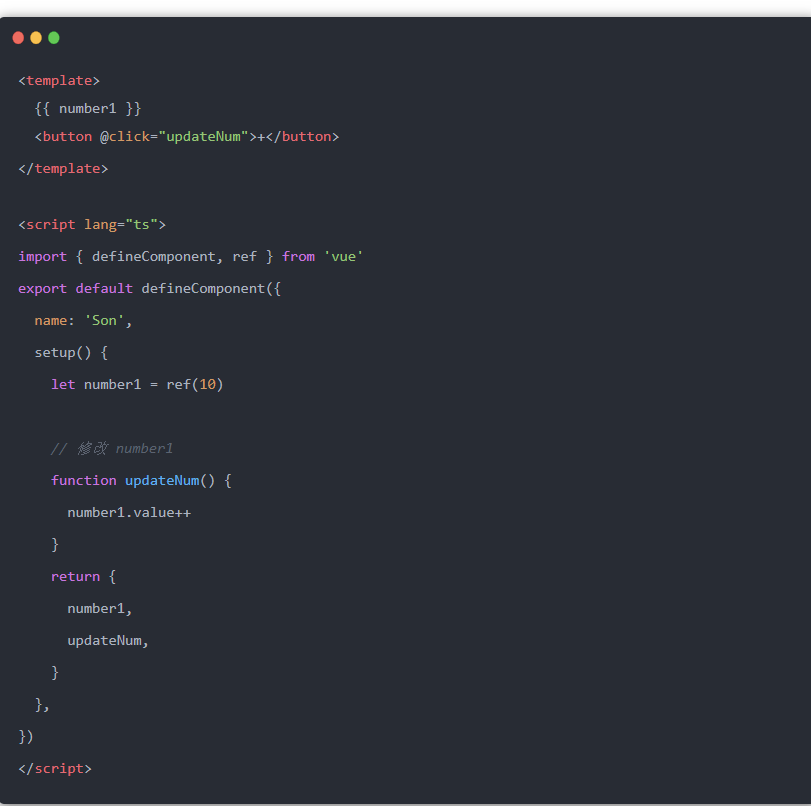 <template>
  {{ number1 }}
  <button @click="updateNum">+</button>
</template>
<script lang="ts">
import { defineComponent, ref } from 'vue'
export default defineComponent({
  name: 'Son',
  setup() {
    let number1 = ref(10)
    // 修改 number1
    function updateNum() {
      number1.value++
    }
    return {
      number1,
      updateNum,
    }
  },
})
</script>